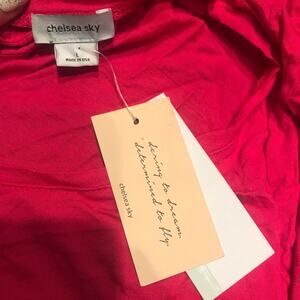 chelsea sky
L
MADE IN USA
"daring to dream.
determined to fly."
chelsea sky